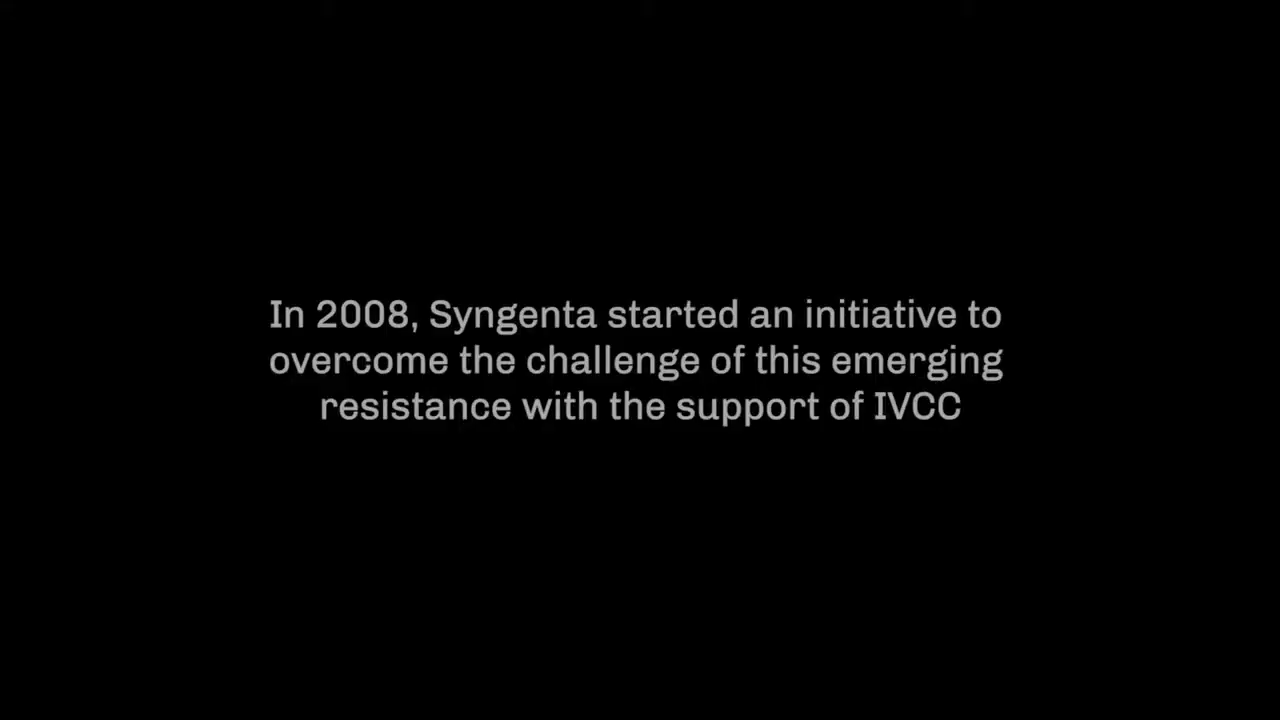 In 2008, Syngenta started an initiative to
overcome the challenge of this emerging
resistance with the support of IVCC